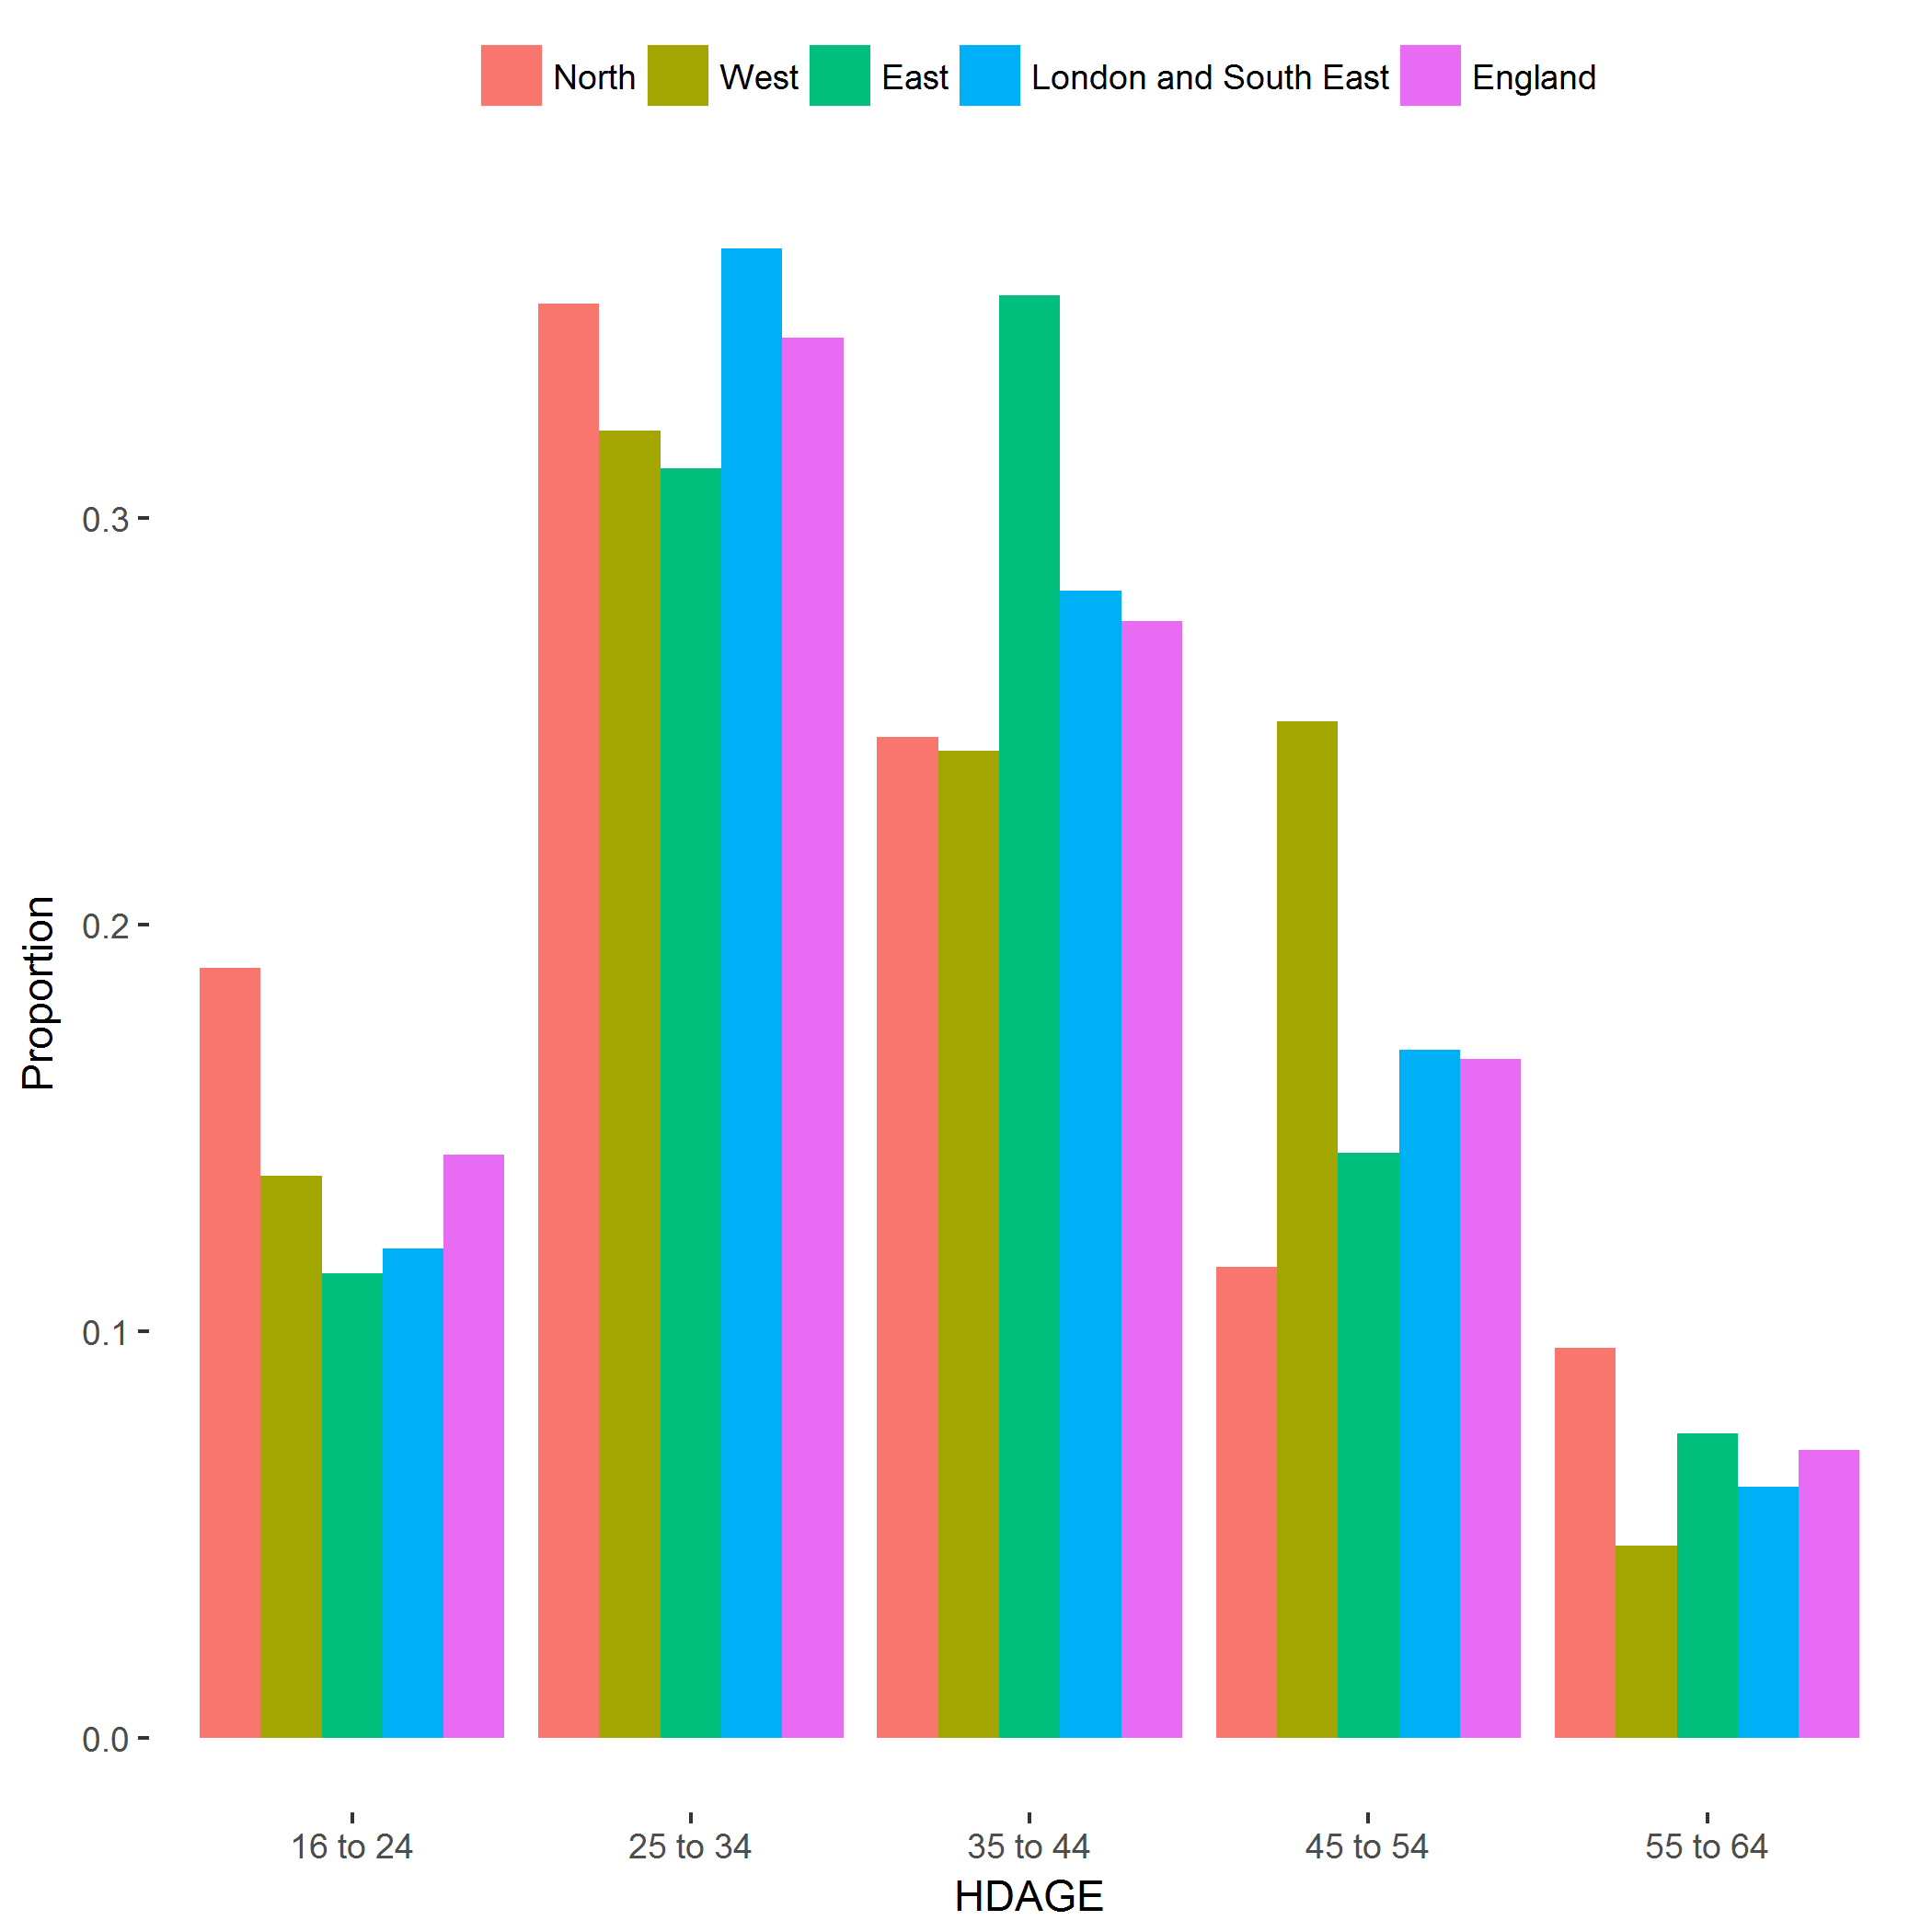 North West East London and South East England
Proportion
0.3
0.2
0.1
0.0
16 to 24 25 to 34 35 to 44 45 to 54 55 to 64
HDAGE